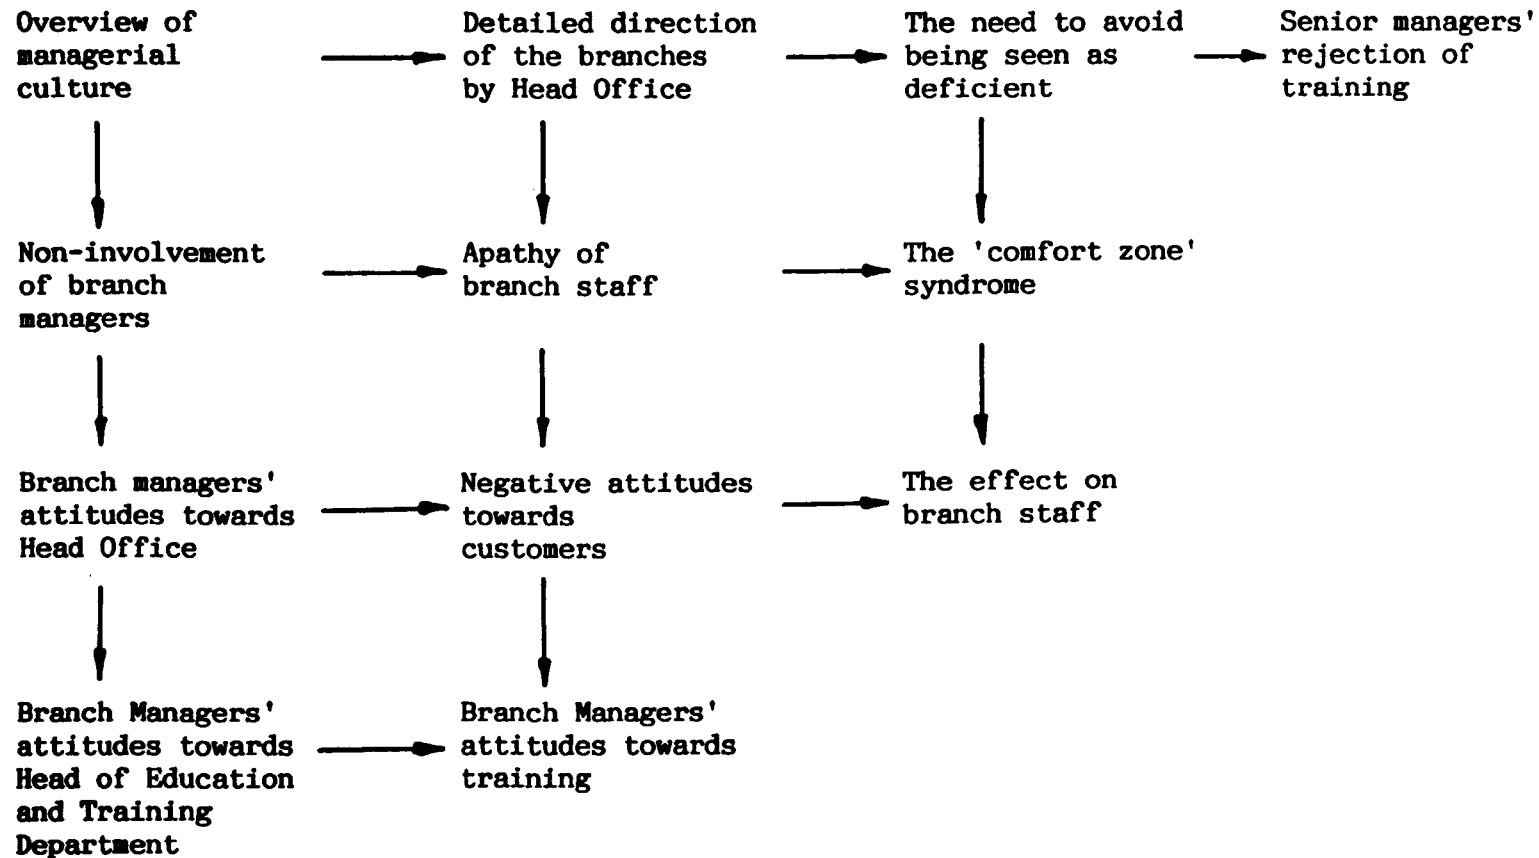 Overview of
managerial
culture
Detailed direction
of the branches
by Head Office
The need to avoid
being seen as
deficient
Senior managers'
rejection of
training
Non-involvement
of branch
managers
Apathy of
branch staff
The 'comfort zone'
syndrome
Branch managers'
attitudes towards
Head Office
Negative attitudes
towards
customers
The effect on
branch staff
Branch Managers'
attitudes towards
Head of Education
and Training
Department
Branch Managers'
attitudes towards
training